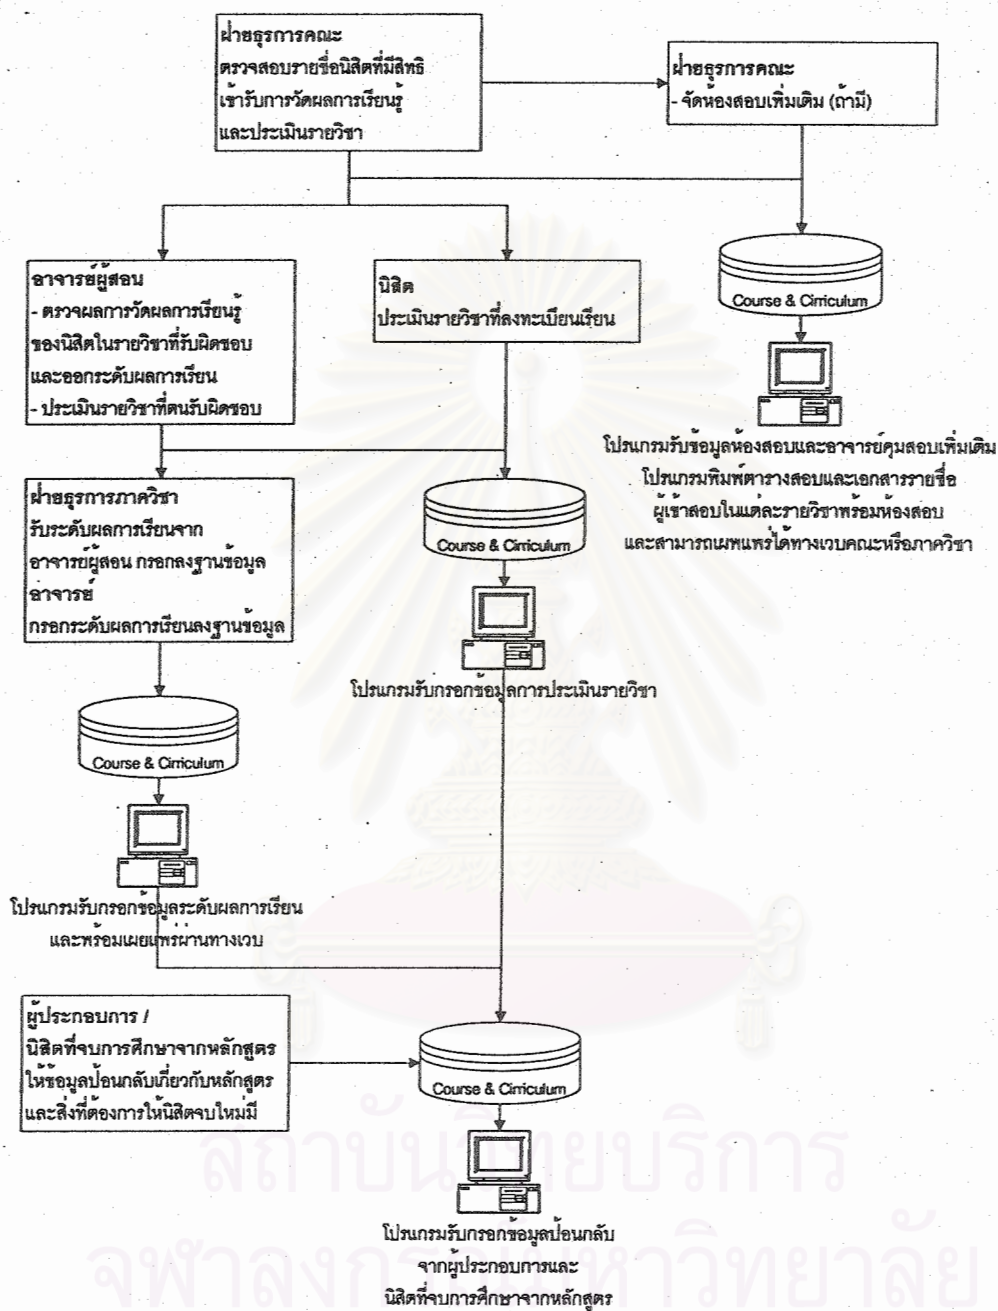 ฝ่ายธุรการคณะ
ตรวจสอบรายชื่อนิสิตที่มีสิทธิ
เข้ารับการวัดผลการเรียนรู้
และประเมินรายวิชา
ฝ่ายธุรการคณะ
- จัดห้องสอบเพิ่มเติม (ถ้ามี)
อาจารย์ผู้สอน
- ตรวจผลการวัดผลการเรียนรู้
ของนิสิตในรายวิชาที่รับผิดชอบ
และออกระดับผลการเรียน
- ประเมินรายวิชาที่ตนรับผิดชอบ
นิสิต
ประเมินรายวิชาที่ลงทะเบียนเรียน
Course & Cirriculum
โปรแกรมรับข้อมูลห้องสอบและอาจารย์คุมสอบเพิ่มเติม
โปรแกรมพิมพ์ตารางสอบและเอกสารรายชื่อ
ผู้เข้าสอบในแต่ละรายวิชาพร้อมห้องสอบ
และสามารถเผยแพร่ได้ทางเวบคณะหรือภาควิชา
ฝ่ายธุรการภาควิชา
รับระดับผลการเรียนจาก
อาจารย์ผู้สอน กรอกลงฐานข้อมูล
อาจารย์
กรอกระดับผลการเรียนลงฐานข้อมูล
Course & Cirriculum
โปรแกรมรับกรอกข้อมูลการประเมินรายวิชา
Course & Cirriculum
โปรแกรมรับกรอกข้อมูลระดับผลการเรียน
และพร้อมเผยแพร่ผ่านทางเวบ
ผู้ประกอบการ /
นิสิตที่จบการศึกษาจากหลักสูตร
ให้ข้อมูลป้อนกลับเกี่ยวกับหลักสูตร
และสิ่งที่ต้องการให้นิสิตจบใหม่มี
Course & Cirriculum
โปรแกรมรับกรอกข้อมูลป้อนกลับ
จากผู้ประกอบการและ
นิสิตที่จบการศึกษาจากหลักสูตร
สถาบันวิทยบริการ
จุฬาลงกรณ์มหาวิทยาลัย